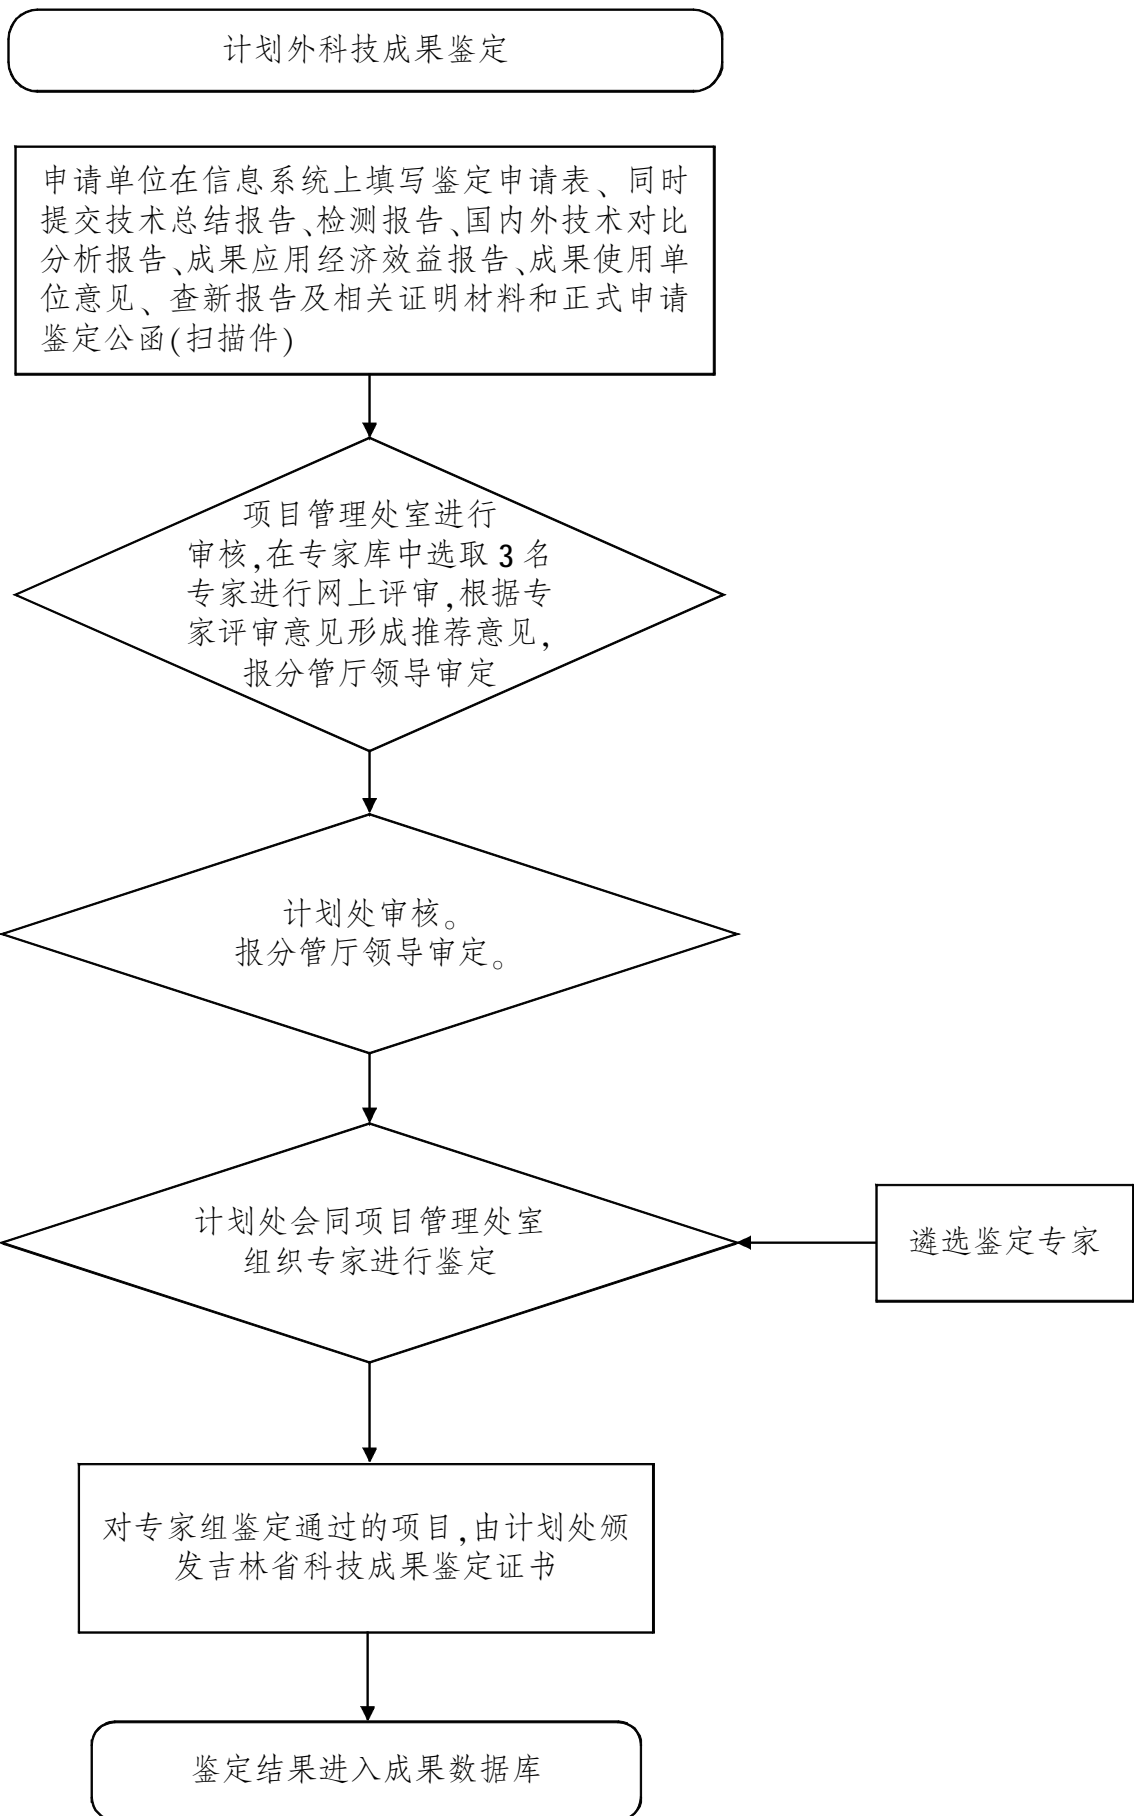 计划外科技成果鉴定
申请单位在信息系统上填写鉴定申请表、同时
提交技术总结报告、检测报告、国内外技术对比
分析报告、成果应用经济效益报告、成果使用单
位意见、查新报告及相关证明材料和正式申请
鉴定公函(扫描件)
项目管理处室进行
审核,在专家库中选取3名
专家进行网上评审,根据专
家评审意见形成推荐意见,
报分管厅领导审定
计划处审核。
报分管厅领导审定。
计划处会同项目管理处室
组织专家进行鉴定
遴选鉴定专家
对专家组鉴定通过的项目,由计划处颁
发吉林省科技成果鉴定证书
鉴定结果进入成果数据库